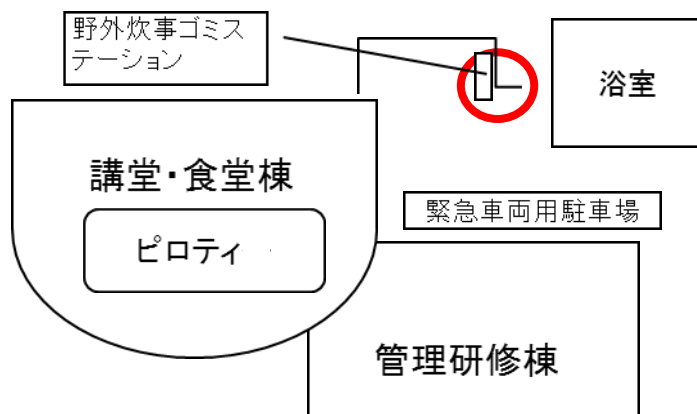 野外炊事ゴミス
テーション
浴室
講堂・食堂棟
緊急車両用駐車場
ピロティ
管理研修棟